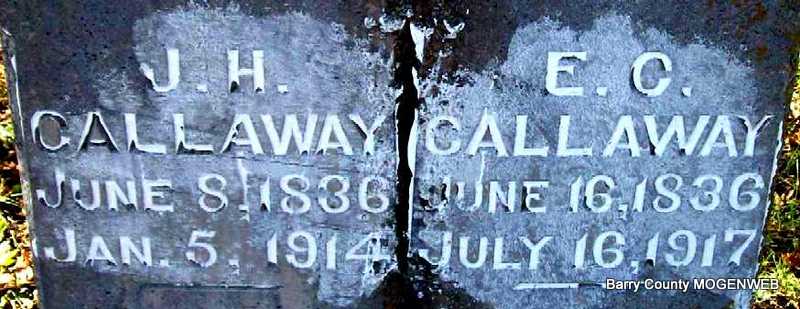 J. H.
CALLAWAY
JUNE 8, 1836
JAN. 5, 1914
E. C.
CALLAWAY
JUNE 16, 1836
JULY 16, 1917
Barry County MOGENWEB